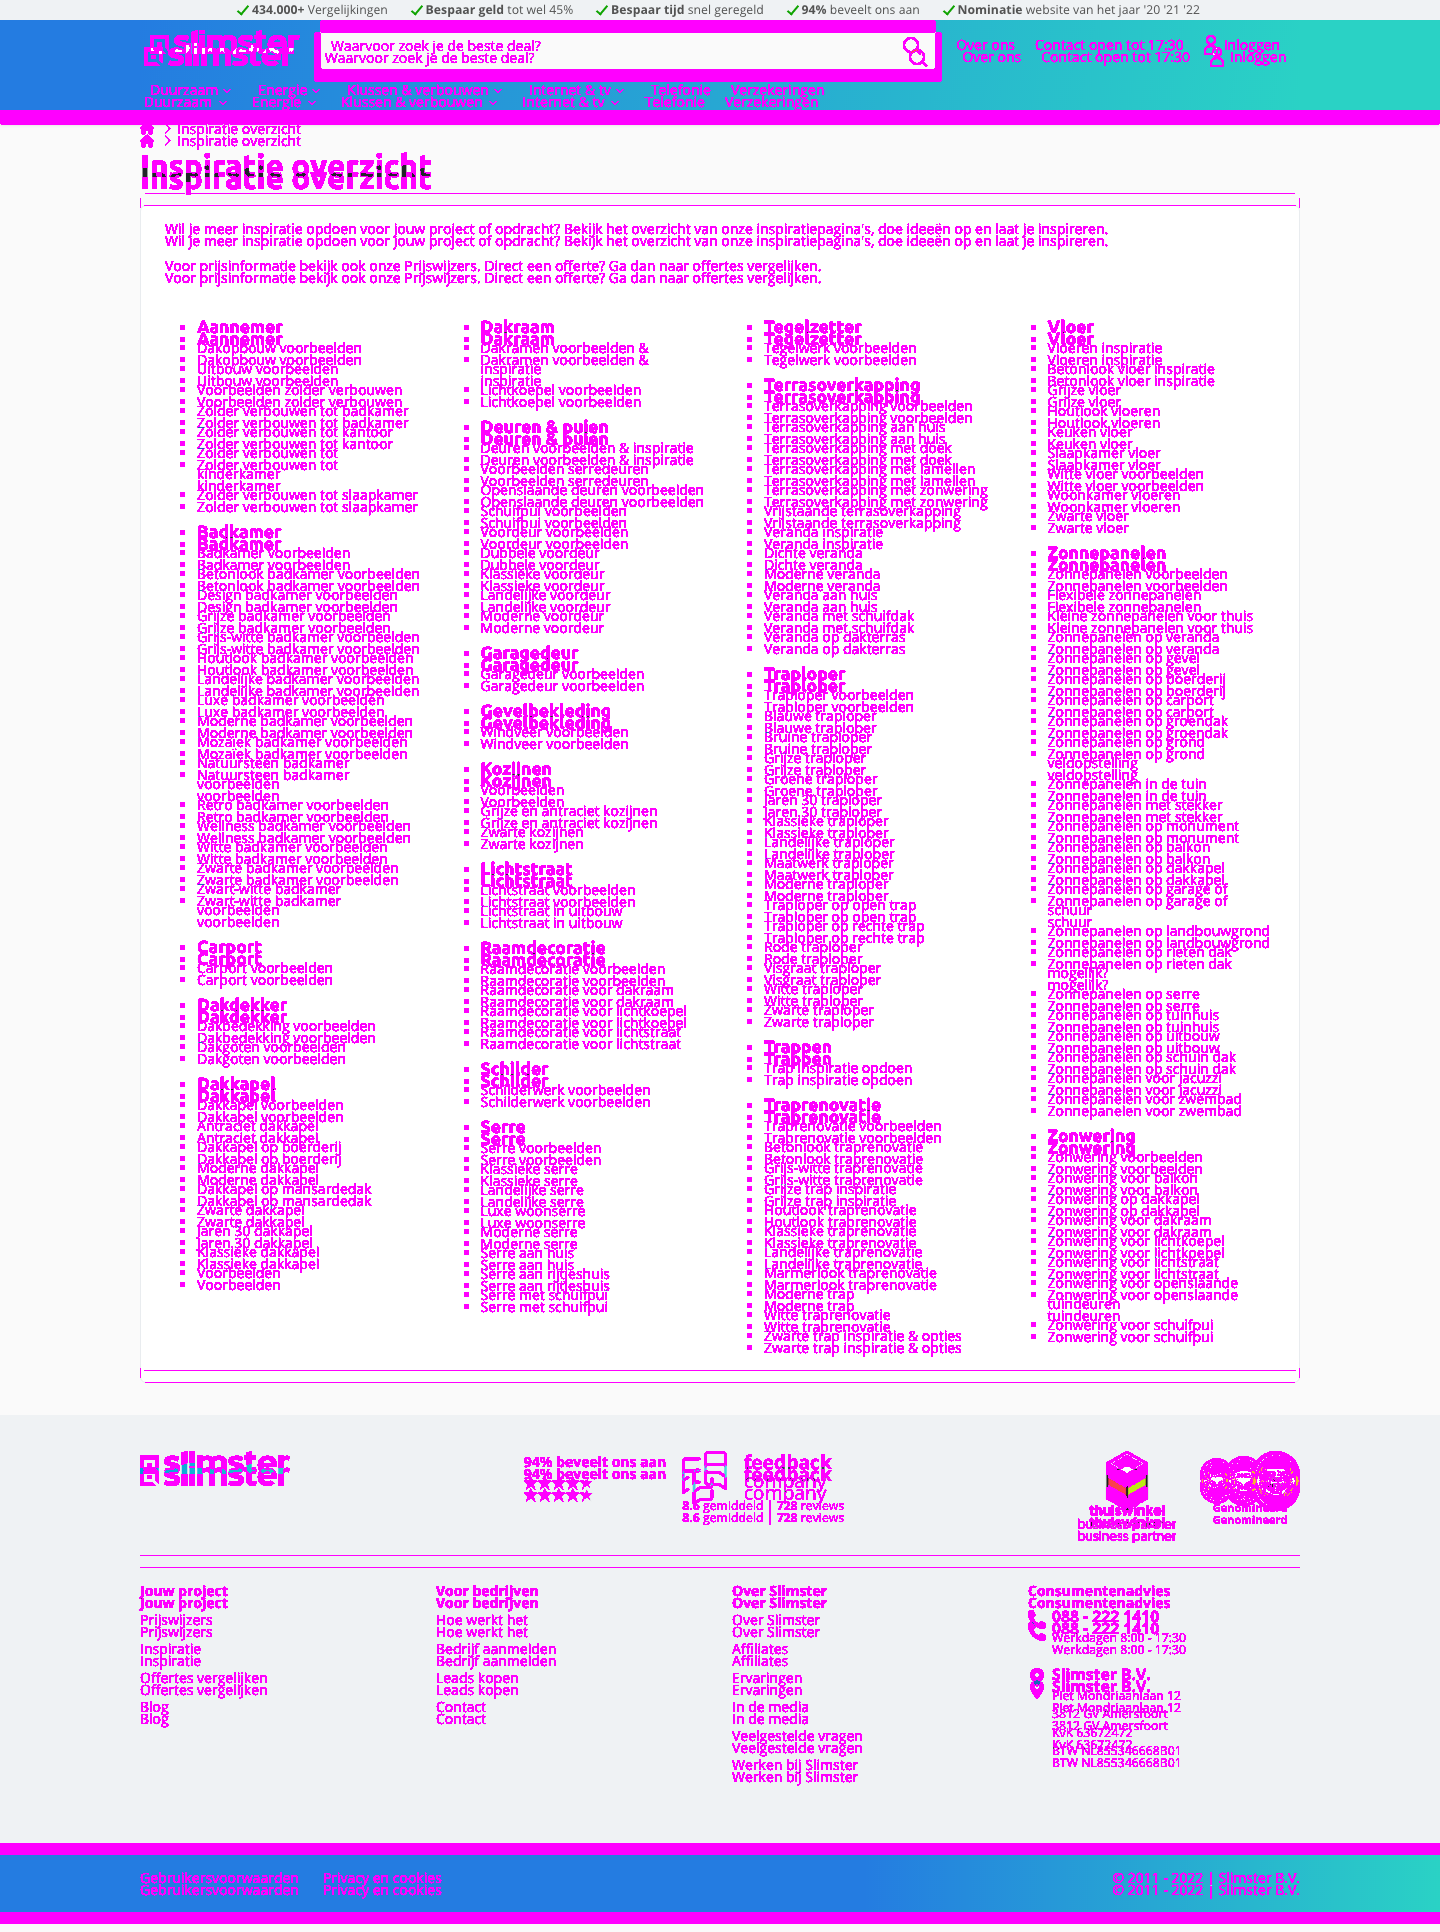 434.000+ Vergelijkingen
Bespaar geld tot wel 45%
Bespaar tijd snel geregeld
94% beveelt ons aan
Nominatie website van het jaar '20 '21 '22
slimster
Waarvoor zoek je de beste deal?
Over ons
Contact open tot 17:30
Inloggen
Duurzaam
Energie
Klussen & verbouwen
Internet & tv
Telefonie
Verzekeringen
Inspiratie overzicht
Inspiratie overzicht
Wil je meer inspiratie opdoen voor jouw project of opdracht? Bekijk het overzicht van onze inspiratiepagina's, doe ideeën op en laat je inspireren.
Voor prijsinformatie bekijk ook onze Prijswijzers. Direct een offerte? Ga dan naar offertes vergelijken.
Aannemer
Dakopbouw voorbeelden
Uitbouw voorbeelden
Voorbeelden zolder verbouwen
Zolder verbouwen tot badkamer
Zolder verbouwen tot kantoor
Zolder verbouwen tot
kinderkamer
Zolder verbouwen tot slaapkamer
Badkamer
Badkamer voorbeelden
Betonlook badkamer voorbeelden
Design badkamer voorbeelden
Grijze badkamer voorbeelden
Grijs-witte badkamer voorbeelden
Houtlook badkamer voorbeelden
Landelijke badkamer voorbeelden
Luxe badkamer voorbeelden
Moderne badkamer voorbeelden
Mozaïek badkamer voorbeelden
Natuursteen badkamer
voorbeelden
Retro badkamer voorbeelden
Wellness badkamer voorbeelden
Witte badkamer voorbeelden
Zwarte badkamer voorbeelden
Zwart-witte badkamer
voorbeelden
Carport
Carport voorbeelden
Dakdekker
Dakbedekking voorbeelden
Dakgoten voorbeelden
Dakkapel
Dakkapel voorbeelden
Antraciet dakkapel
Dakkapel op boerderij
Moderne dakkapel
Dakkapel op mansardedak
Zwarte dakkapel
Jaren 30 dakkapel
Klassieke dakkapel
Voorbeelden
Dakraam
Dakramen voorbeelden &
inspiratie
Lichtkoepel voorbeelden
Deuren & puien
Deuren voorbeelden & inspiratie
Voorbeelden serredeuren
Openslaande deuren voorbeelden
Schuifpui voorbeelden
Voordeur voorbeelden
Dubbele voordeur
Klassieke voordeur
Landelijke voordeur
Moderne voordeur
Garagedeur
Garagedeur voorbeelden
Gevelbekleding
Windveer voorbeelden
Kozijnen
Voorbeelden
Grijze en antraciet kozijnen
Zwarte kozijnen
Lichtstraat
Lichtstraat voorbeelden
Lichtstraat in uitbouw
Raamdecoratie
Raamdecoratie voorbeelden
Raamdecoratie voor dakraam
Raamdecoratie voor lichtkoepel
Raamdecoratie voor lichtstraat
Schilder
Schilderwerk voorbeelden
Serre
Serre voorbeelden
Klassieke serre
Landelijke serre
Luxe woonserre
Moderne serre
Serre aan huis
Serre aan rijtjeshuis
Serre met schuifpui
Tegelzetter
Tegelwerk voorbeelden
Terrasoverkapping
Terrasoverkapping voorbeelden
Terrasoverkapping aan huis
Terrasoverkapping met doek
Terrasoverkapping met lamellen
Terrasoverkapping met zonwering
Vrijstaande terrasoverkapping
Veranda inspiratie
Dichte veranda
Moderne veranda
Veranda aan huis
Veranda met schuifdak
Veranda op dakterras
Traploper
Traploper voorbeelden
Blauwe traploper
Bruine traploper
Grijze traploper
Groene traploper
Jaren 30 traploper
Klassieke traploper
Landelijke traploper
Maatwerk traploper
Moderne traploper
Traploper op open trap
Traploper op rechte trap
Rode traploper
Visgraat traploper
Witte traploper
Zwarte traploper
Trappen
Trap inspiratie opdoen
Traprenovatie
Traprenovatie voorbeelden
Betonlook traprenovatie
Grijs-witte traprenovatie
Grijze trap inspiratie
Houtlook traprenovatie
Klassieke traprenovatie
Landelijke traprenovatie
Marmerlook traprenovatie
Moderne trap
Witte traprenovatie
Zwarte trap inspiratie & opties
Vloer
Vloeren inspiratie
Betonlook vloer inspiratie
Grijze vloer
Houtlook vloeren
Keuken vloer
Slaapkamer vloer
Witte vloer voorbeelden
Woonkamer vloeren
Zwarte vloer
Zonnepanelen
Zonnepanelen voorbeelden
Flexibele zonnepanelen
Kleine zonnepanelen voor thuis
Zonnepanelen op veranda
Zonnepanelen op gevel
Zonnepanelen op boerderij
Zonnepanelen op carport
Zonnepanelen op groendak
Zonnepanelen op grond
veldopstelling
Zonnepanelen in de tuin
Zonnepanelen met stekker
Zonnepanelen op monument
Zonnepanelen op balkon
Zonnepanelen op dakkapel
Zonnepanelen op garage of
schuur
Zonnepanelen op landbouwgrond
Zonnepanelen op rieten dak
mogelijk?
Zonnepanelen op serre
Zonnepanelen op tuinhuis
Zonnepanelen op uitbouw
Zonnepanelen op schuin dak
Zonnepanelen voor jacuzzi
Zonnepanelen voor zwembad
Zonwering
Zonwering voorbeelden
Zonwering voor balkon
Zonwering op dakkapel
Zonwering voor dakraam
Zonwering voor lichtkoepel
Zonwering voor lichtstraat
Zonwering voor openslaande
tuindeuren
Zonwering voor schuifpui
slimster
94% beveelt ons aan
feedback
company
8.6 gemiddeld | 728 reviews
thuiswinkel
business partner
Genomineerd
Jouw project
Prijswijzers
Inspiratie
Offertes vergelijken
Blog
Voor bedrijven
Hoe werkt het
Bedrijf aanmelden
Leads kopen
Contact
Over Slimster
Over Slimster
Affiliates
Ervaringen
In de media
Veelgestelde vragen
Werken bij Slimster
Consumentenadvies
088 - 222 1410
Werkdagen 8:00 - 17:30
Slimster B.V.
Piet Mondriaanlaan 12
3812 GV Amersfoort
KvK 63672472
BTW NL855346668B01
Gebruikersvoorwaarden
Privacy en cookies
© 2011 - 2022 | Slimster B.V.